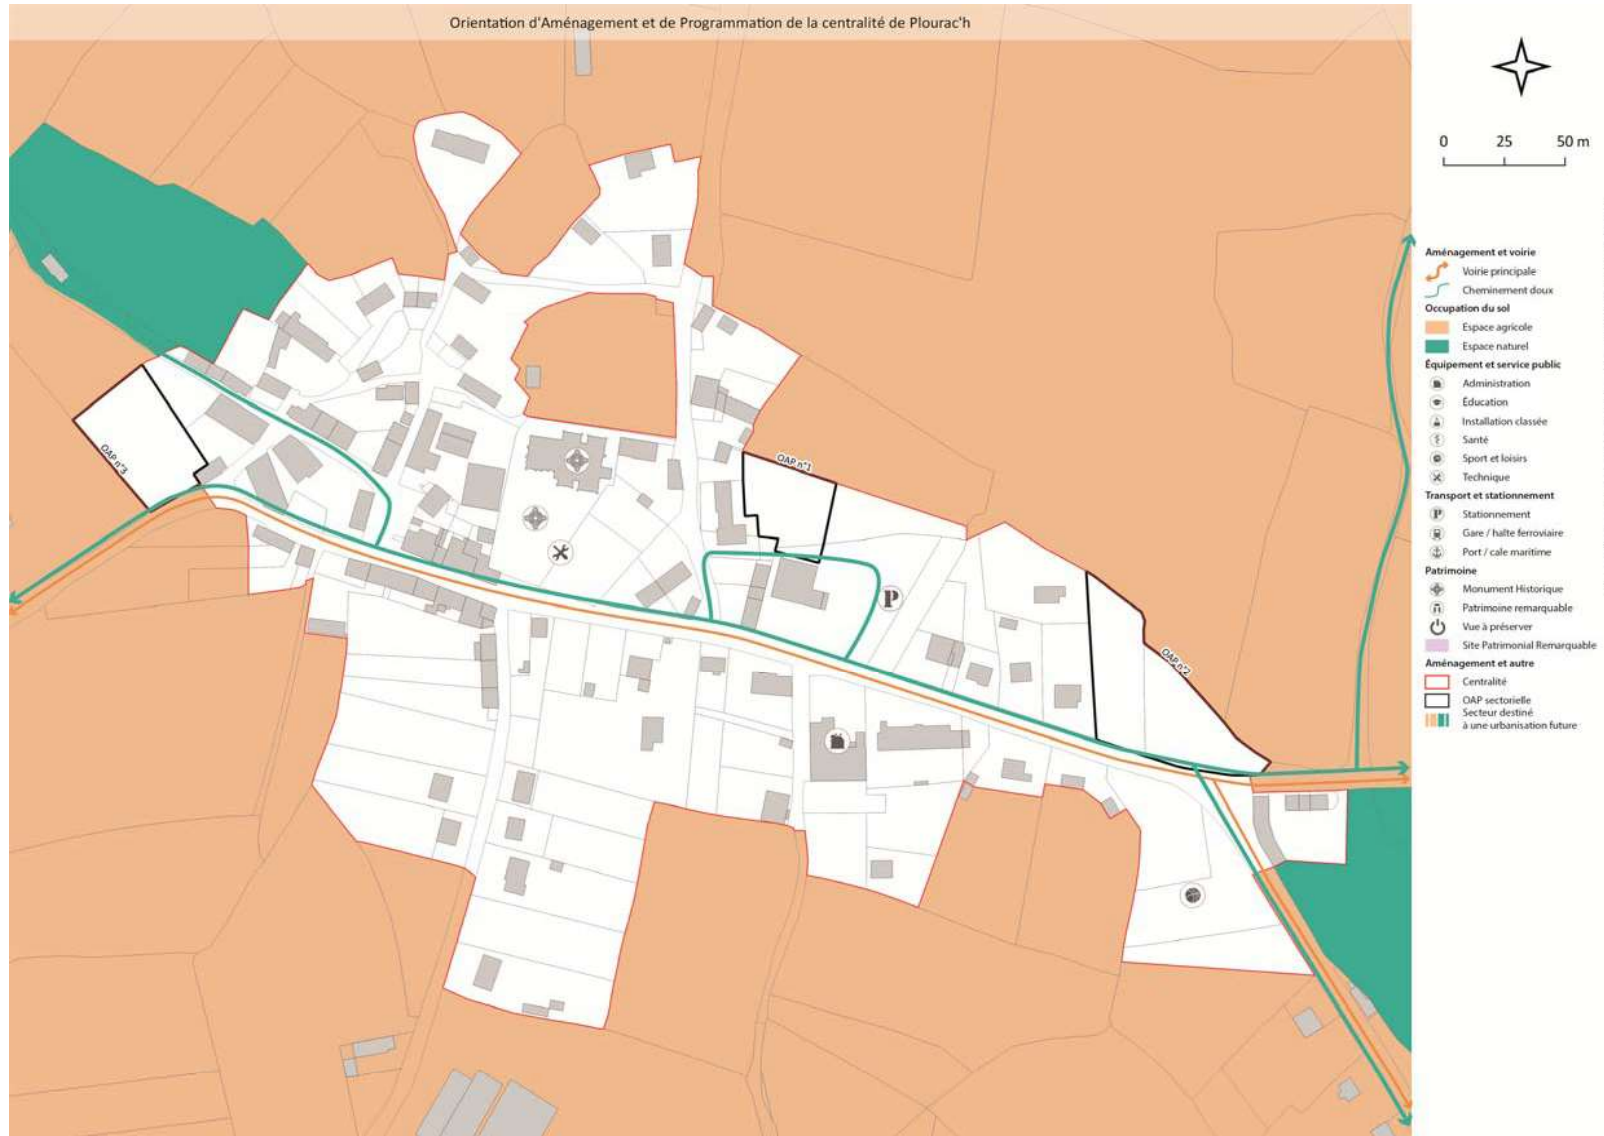 Orientation d'Aménagement et de Programmation de la centralité de Plourac'h
0 25 50 m
Aménagement et voirie
Voirie principale
Cheminement doux
Occupation du sol
Espace agricole
Espace naturel
Équipement et service public
Administration
Éducation
Installation classée
Santé
Sport et loisirs
Technique
Transport et stationnement
P Stationnement
Gare / halte ferroviaire
Port / cale maritime
Patrimoine
Monument Historique
Patrimoine remarquable
Vue à préserver
Site Patrimonial Remarquable
Aménagement et autre
Centralité
OAP sectorielle
Secteur destiné
à une urbanisation future
OAP n°3
OAP n°1
P
OAP n°2